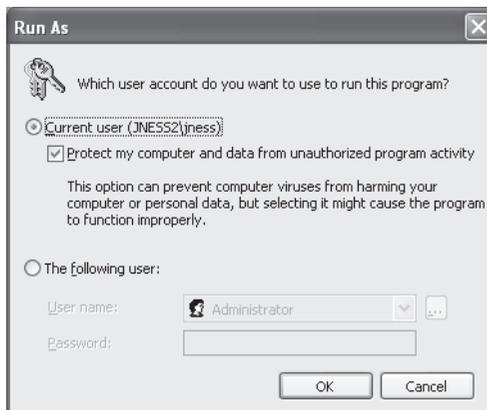 Run As
Which user account do you want to use to run this program?
Current user (JNESS2\jness)
Protect my computer and data from unauthorized program activity
This option can prevent computer viruses from harming your
computer or personal data, but selecting it might cause the program
to function improperly.
The following user:
User name:
Administrator
...
Password:
OK
Cancel